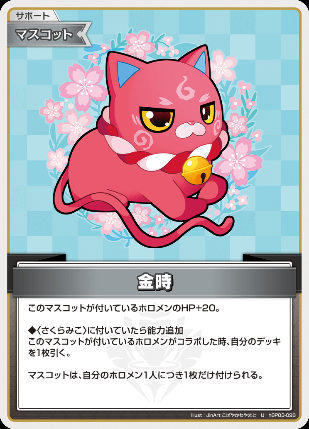 サポート
マスコット
金時
このマスコットが付いているホロメンのHP+20。
◆〈さくらみこ〉に付いていたら能力追加
このマスコットが付いているホロメンがコラボした時、自分のデッキ
を1枚引く。
マスコットは、自分のホロメン1人につき1枚だけ付けられる。